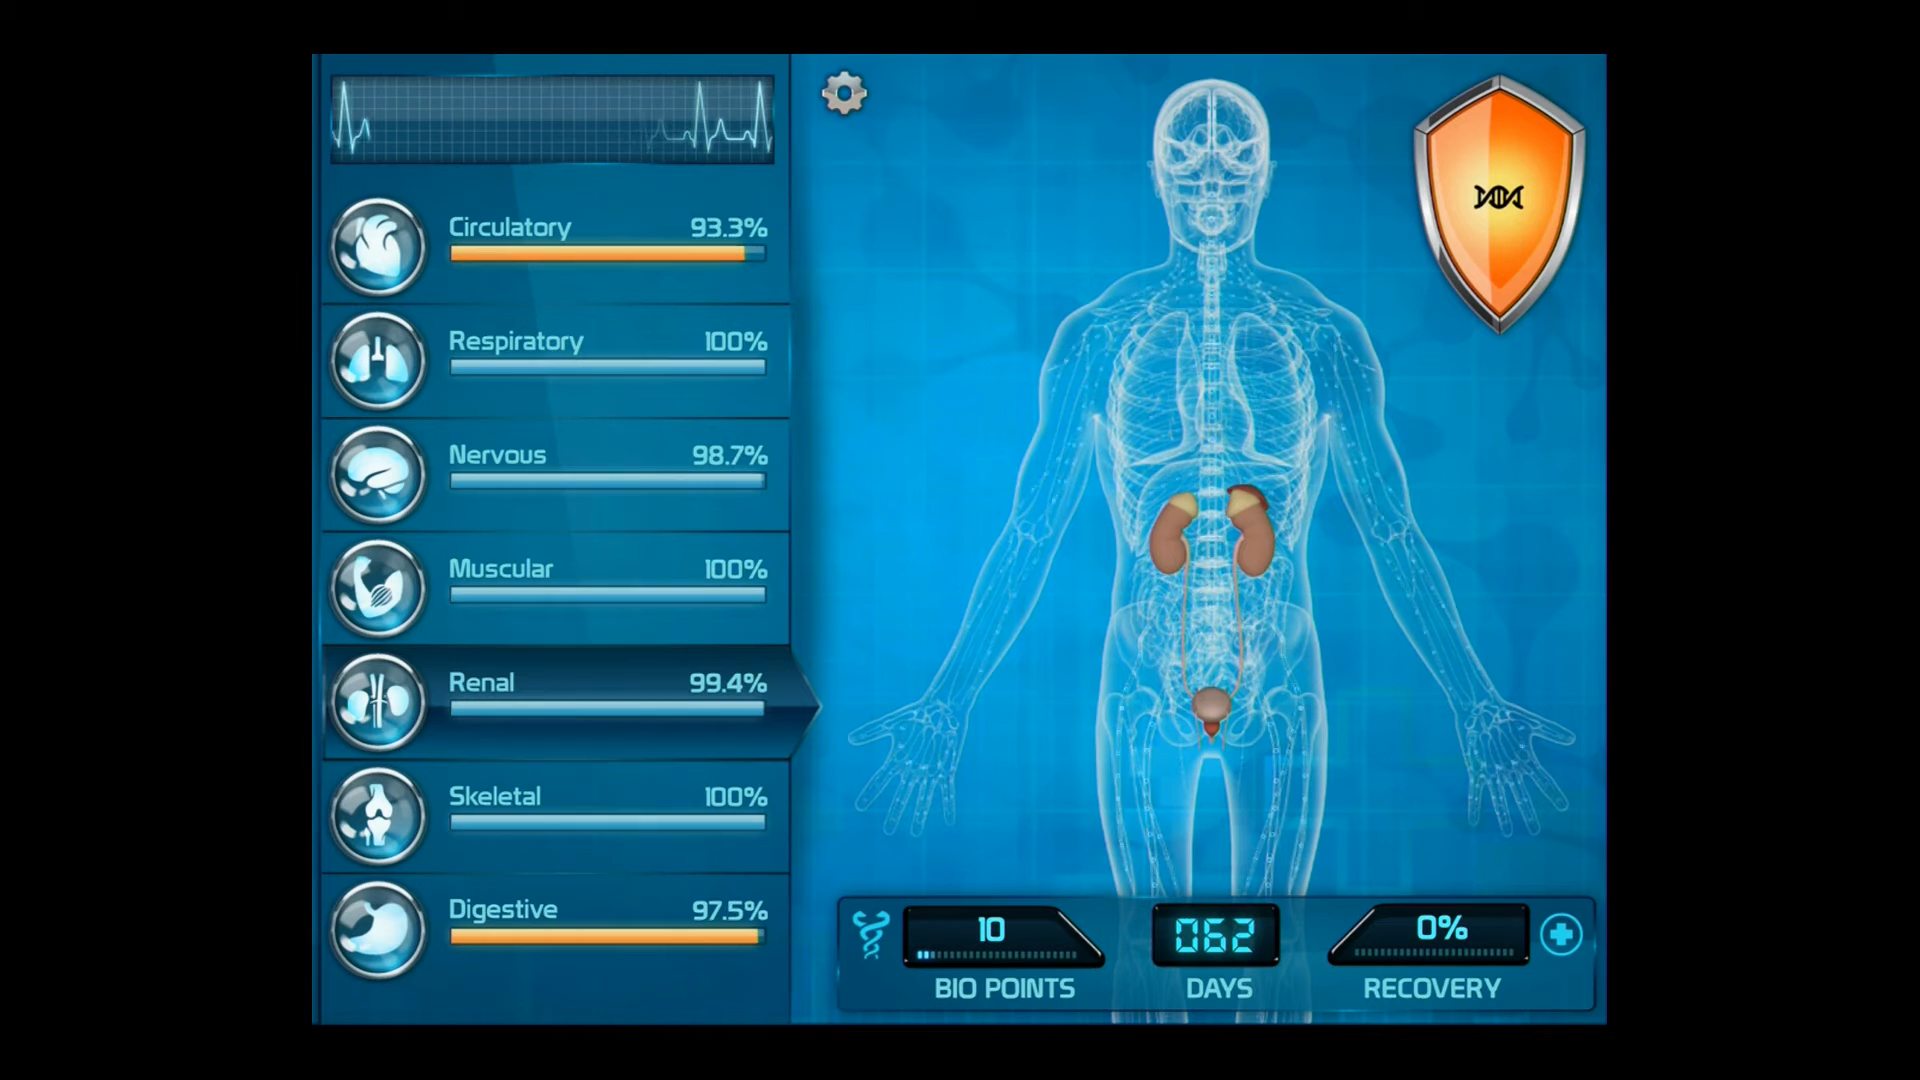 Circulatory 93.3%
Respiratory 100%
Nervous 98.7%
Muscular 100%
Renal 99.4%
Skeletal 100%
Digestive 97.5%
10 062 0%
BIO POINTS DAYS RECOVERY